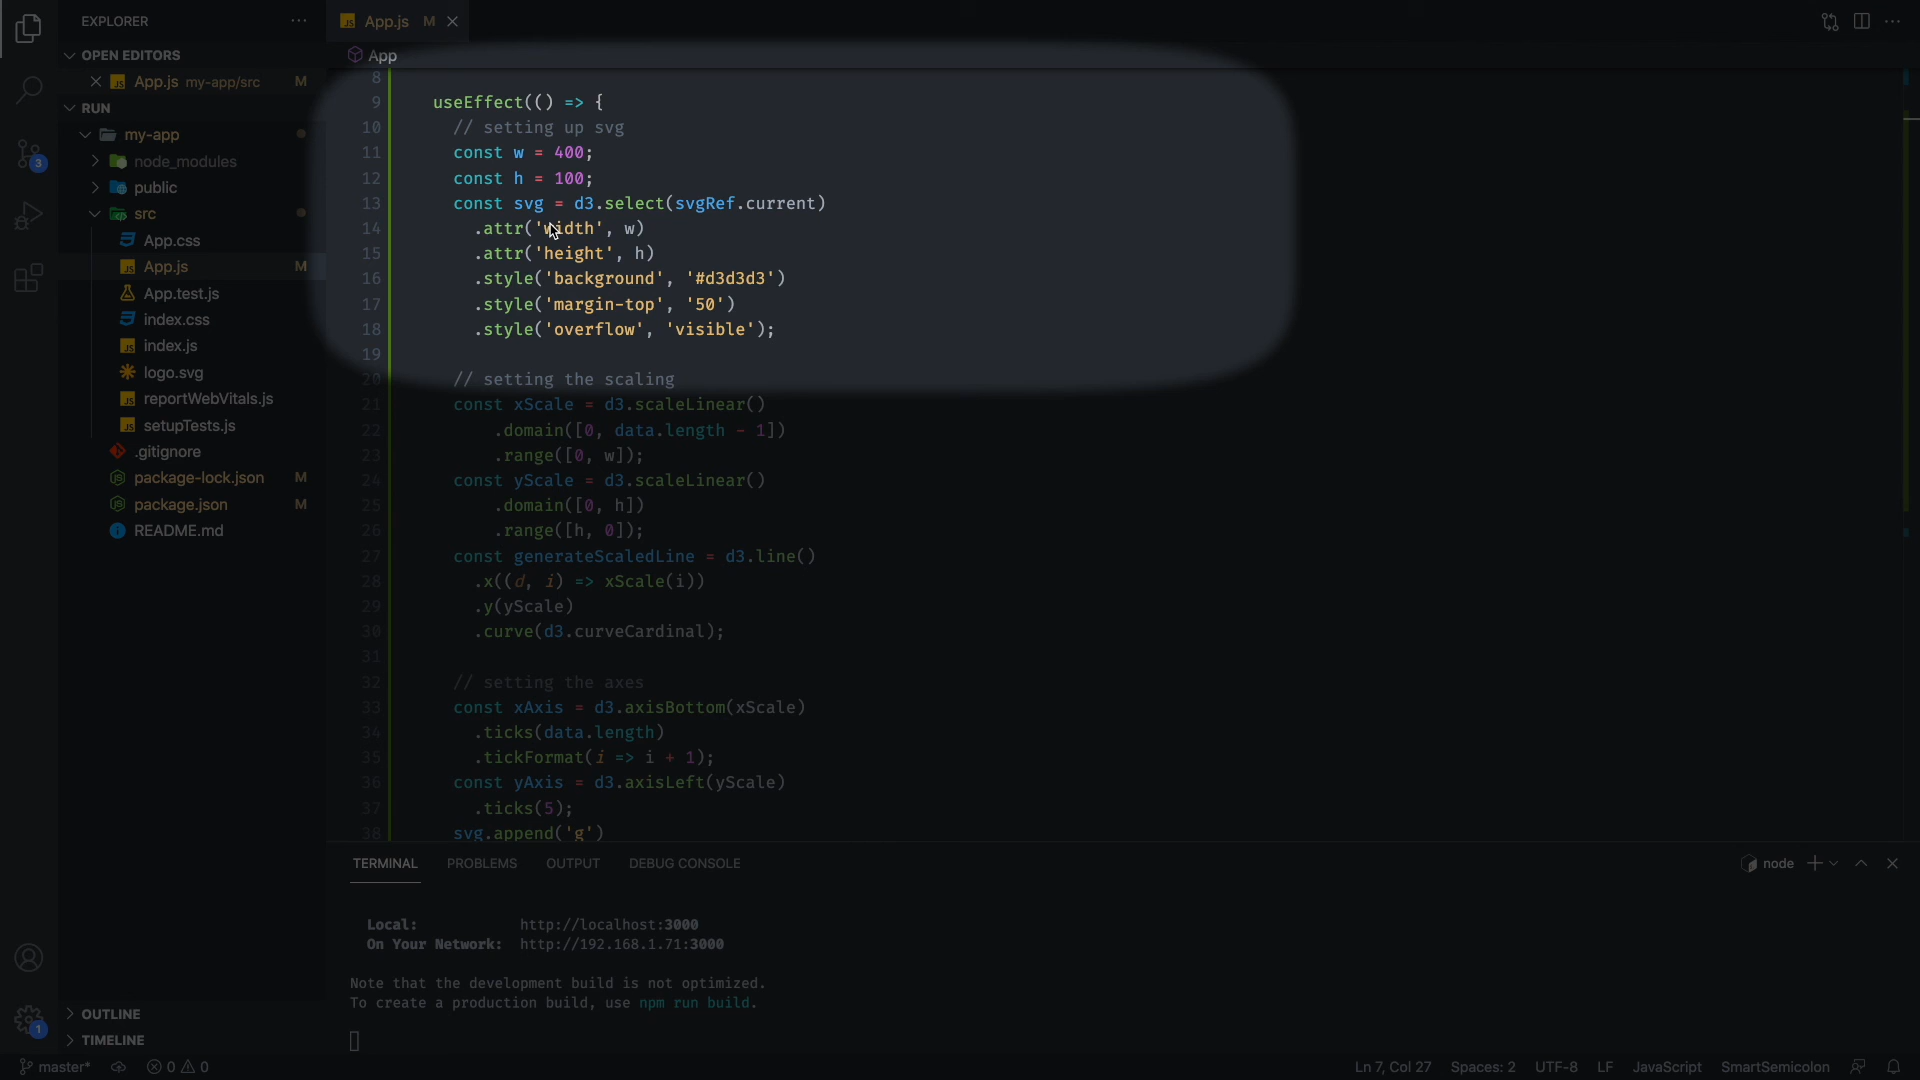 EXPLORER
OPEN EDITORS
App.js my-app/src M
RUN
my-app
node_modules
public
src
App.css
App.js M
App.test.js
index.css
index.js
logo.svg
reportWebVitals.js
setupTests.js
.gitignore
package-lock.json M
package.json M
README.md
OUTLINE
TIMELINE
3
1
App.js M
App
8
9 useEffect(() => {
10 // setting up svg
11 const w = 400;
12 const h = 100;
13 const svg = d3.select(svgRef.current)
14 .attr('width', w)
15 .attr('height', h)
16 .style('background', '#d3d3d3')
17 .style('margin-top', '50')
18 .style('overflow', 'visible');
19
20 // setting the scaling
21 const xScale = d3.scaleLinear()
22 .domain([0, data.length - 1])
23 .range([0, w]);
24 const yScale = d3.scaleLinear()
25 .domain([0, h])
26 .range([h, 0]);
27 const generateScaledLine = d3.line()
28 .x((d, i) => xScale(i))
29 .y(yScale)
30 .curve(d3.curveCardinal);
31
32 // setting the axes
33 const xAxis = d3.axisBottom(xScale)
34 .ticks(data.length)
35 .tickFormat(i => i + 1);
36 const yAxis = d3.axisLeft(yScale)
37 .ticks(5);
38 svg.append('g')
TERMINAL PROBLEMS OUTPUT DEBUG CONSOLE
node
Local: http://localhost:3000
On Your Network: http://192.168.1.71:3000
Note that the development build is not optimized.
To create a production build, use npm run build.
master* 0 0
Ln 7, Col 27 Spaces: 2 UTF-8 LF JavaScript SmartSemicolon